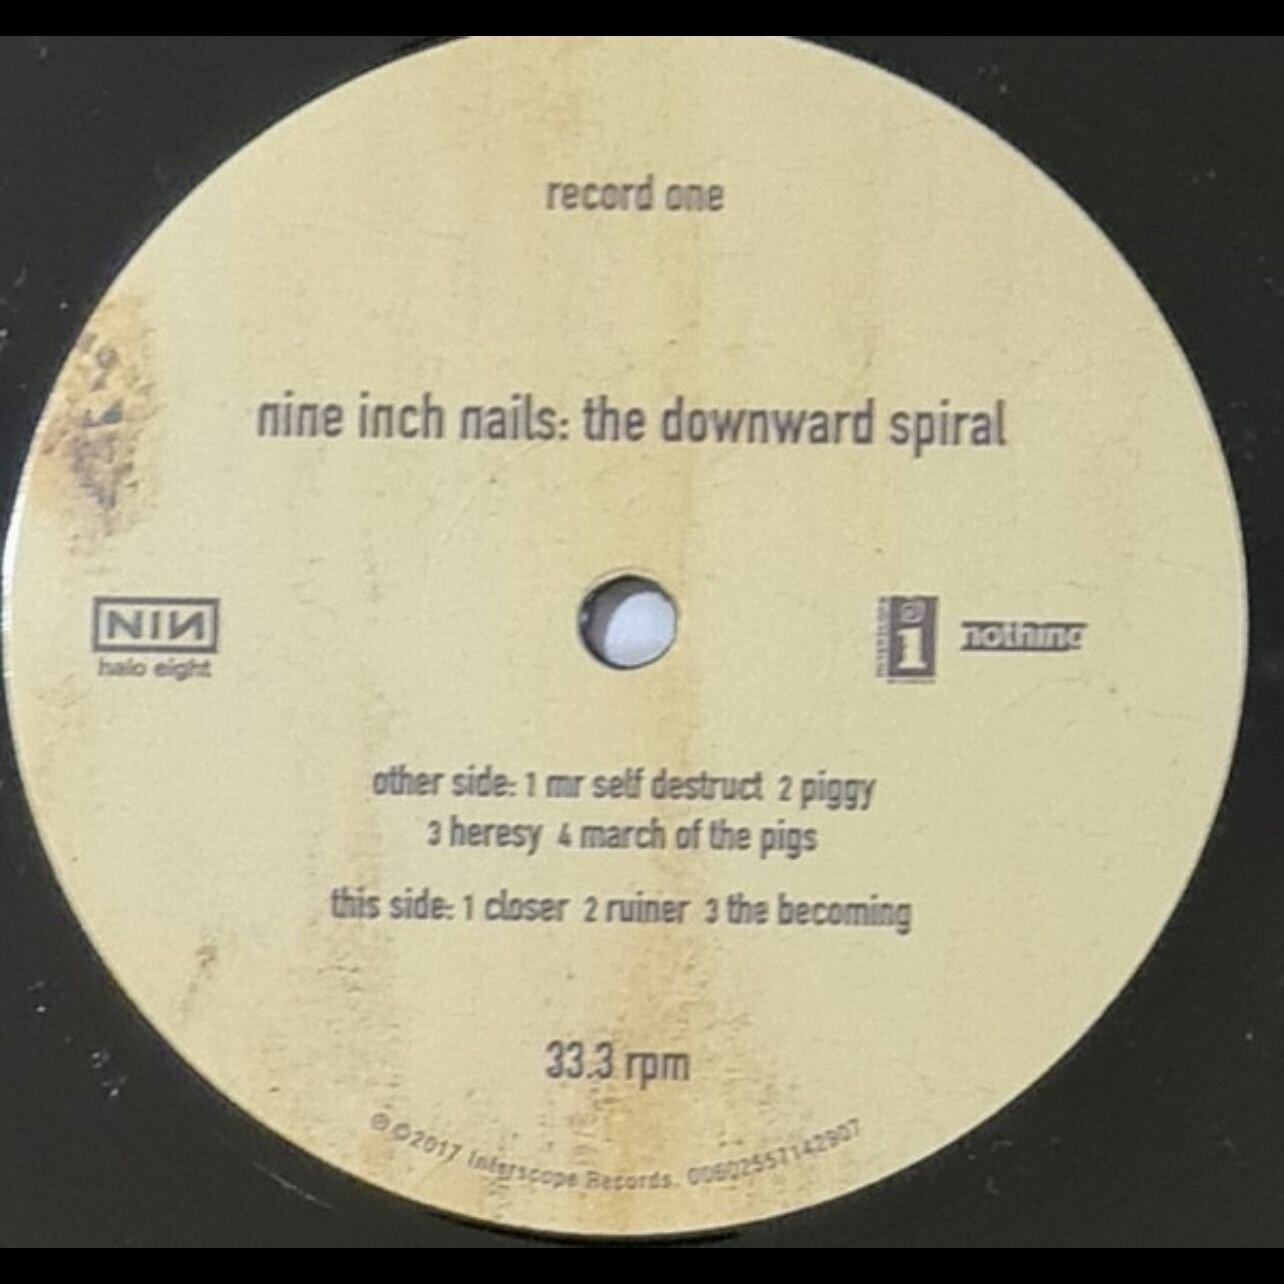 record one
nine inch nails: the downward spiral
NIN
halo eight
INTERSCOPE
i
nothing
other side: 1 mr self destruct 2 piggy
3 heresy 4 march of the pigs
this side: 1 closer 2 ruiner 3 the becoming
33.3 rpm
℗©2017 Interscope Records. 00602557142907